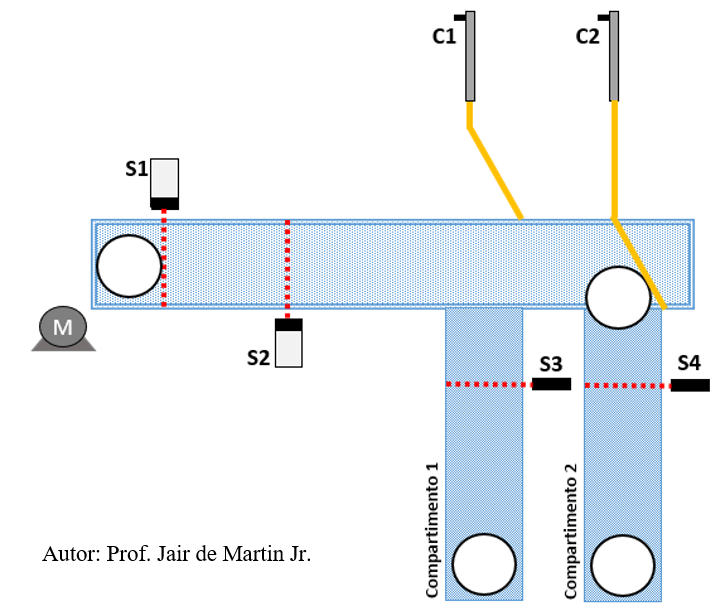 C1
C2
S1
M
S2
S3
S4
Compartimento 1
Compartimento 2
Autor: Prof. Jair de Martin Jr.